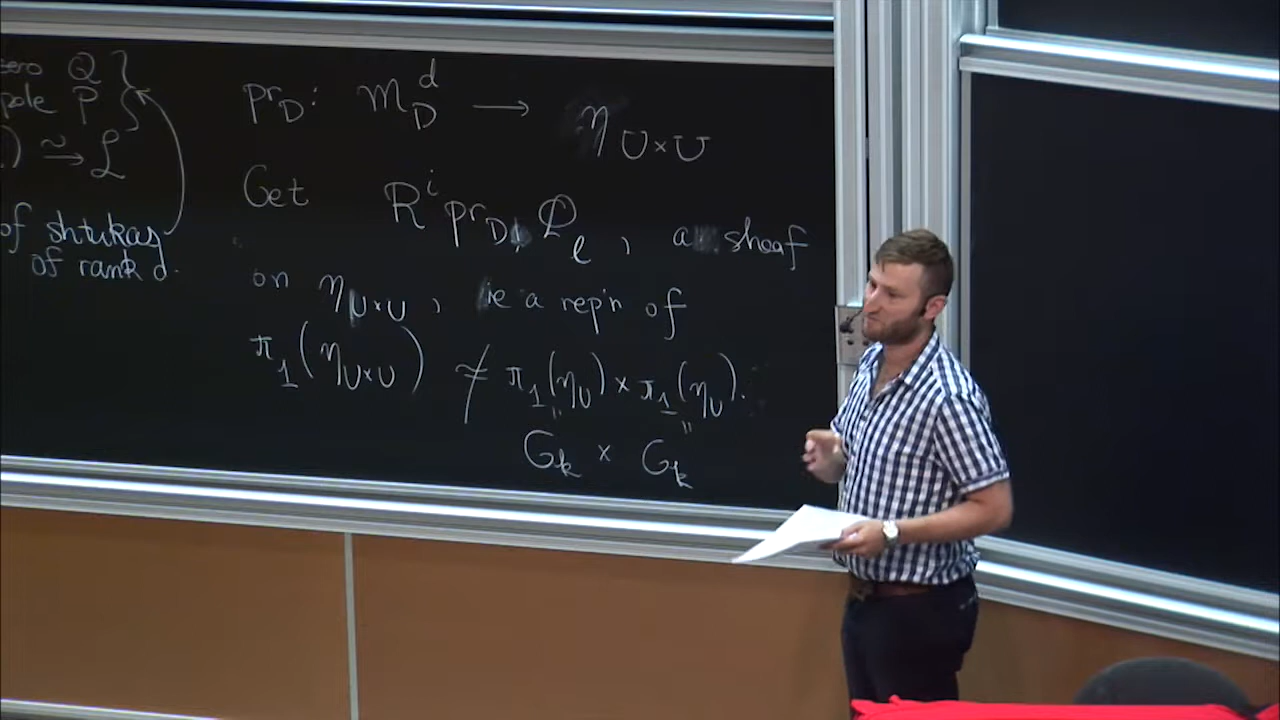 zero Q }
pole P
) ≃→ ℒ
of shtukas
of rank d.
pr_D : m_D^d → η_{U×U}
Get R^i pr_{D!} ℚ_ℓ , a sheaf
on η_{U×U} , ie a rep'n of
π_1(η_{U×U}) ≄ π_1(η_U) × π_1(η_U).
" "
G_k × G_k